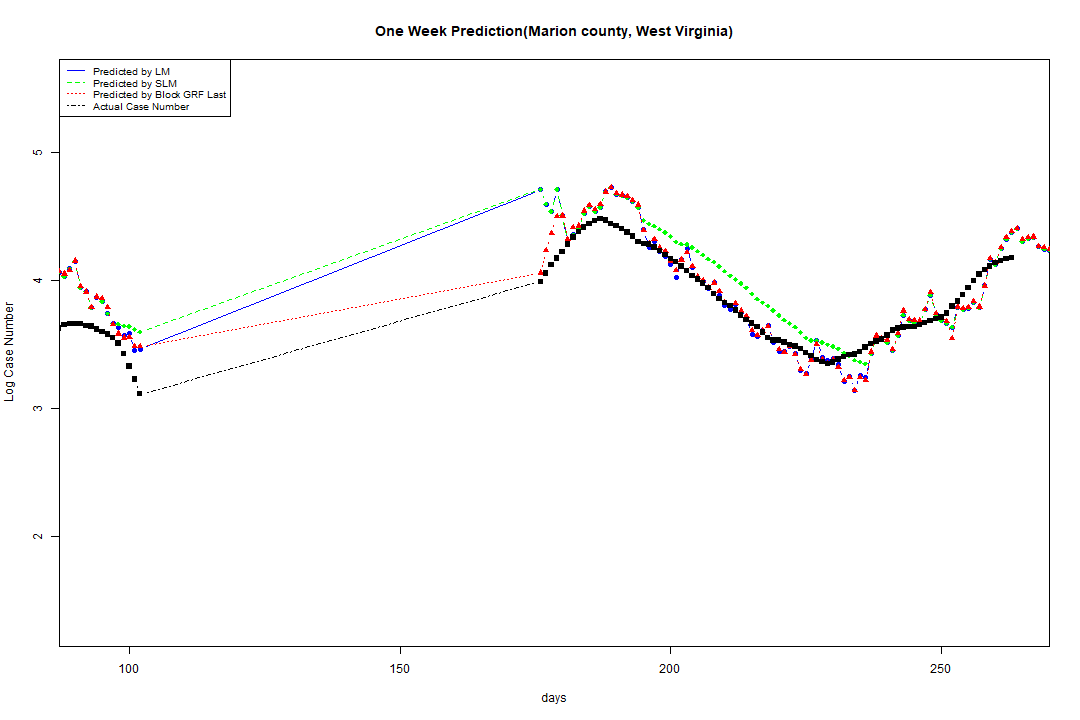 One Week Prediction(Marion county, West Virginia)
Predicted by LM
Predicted by SLM
Predicted by Block GRF Last
Actual Case Number
5
4
3
2
Log Case Number
100 150 200 250
days